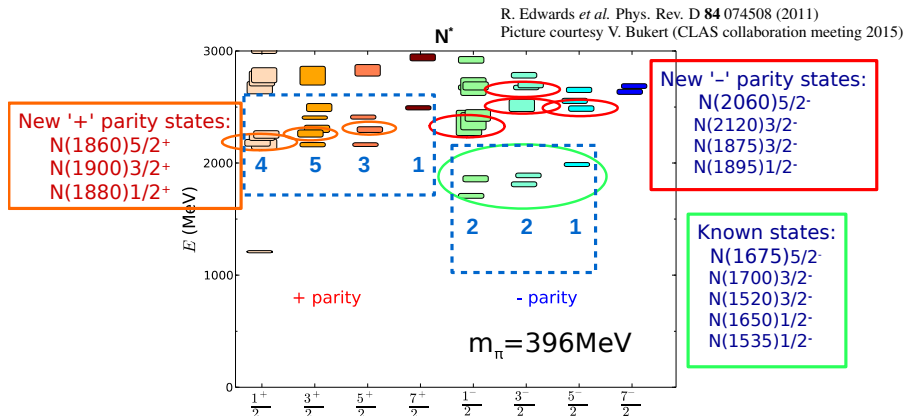 R. Edwards et al. Phys. Rev. D 84 074508 (2011)
Picture courtesy V. Bukert (CLAS collaboration meeting 2015)
N*
New '+' parity states:
N(1860)5/2⁺
N(1900)3/2⁺
N(1880)1/2⁺
E (MeV)
3000
2000
1000
0
4 5 3 1
2 2 1
+ parity
- parity
m_π=396MeV
1⁺/2 3⁺/2 5⁺/2 7⁺/2 1⁻/2 3⁻/2 5⁻/2 7⁻/2
New '–' parity states:
N(2060)5/2⁻
N(2120)3/2⁻
N(1875)3/2⁻
N(1895)1/2⁻
Known states:
N(1675)5/2⁻
N(1700)3/2⁻
N(1520)3/2⁻
N(1650)1/2⁻
N(1535)1/2⁻